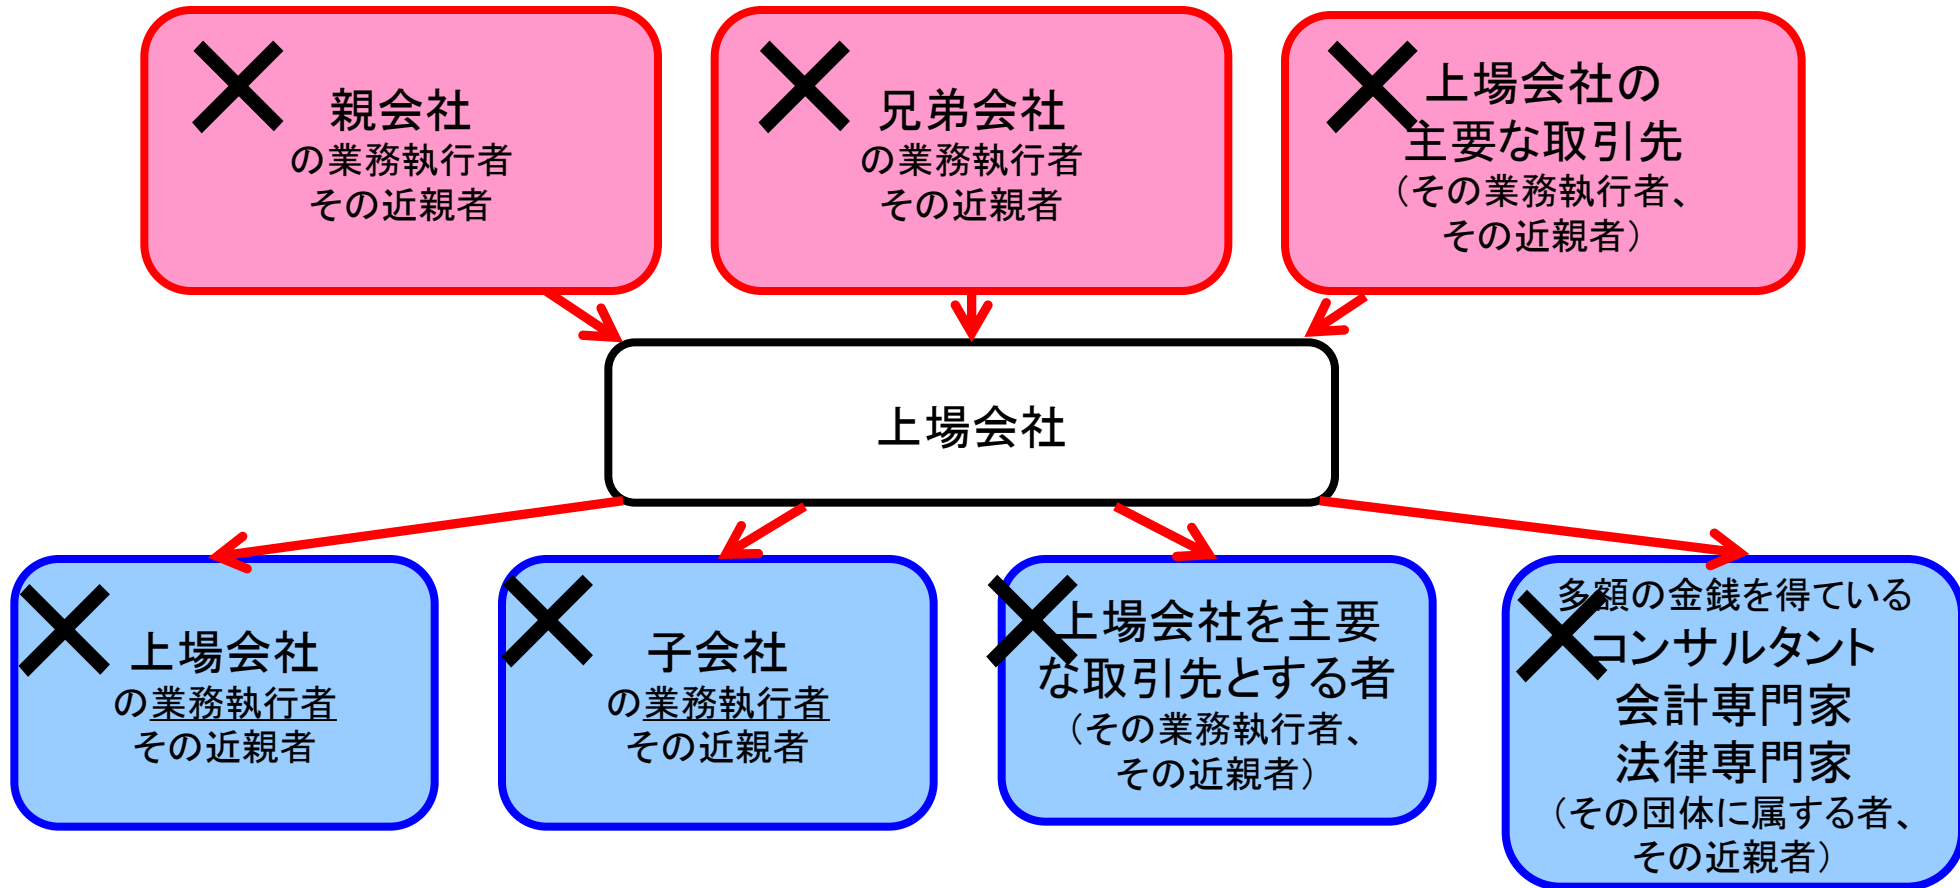 親会社
の業務執行者
その近親者
兄弟会社
の業務執行者
その近親者
上場会社の
主要な取引先
（その業務執行者、
その近親者）
上場会社
上場会社
の業務執行者
その近親者
子会社
の業務執行者
その近親者
上場会社を主要
な取引先とする者
（その業務執行者、
その近親者）
多額の金銭を得ている
コンサルタント
会計専門家
法律専門家
（その団体に属する者、
その近親者）